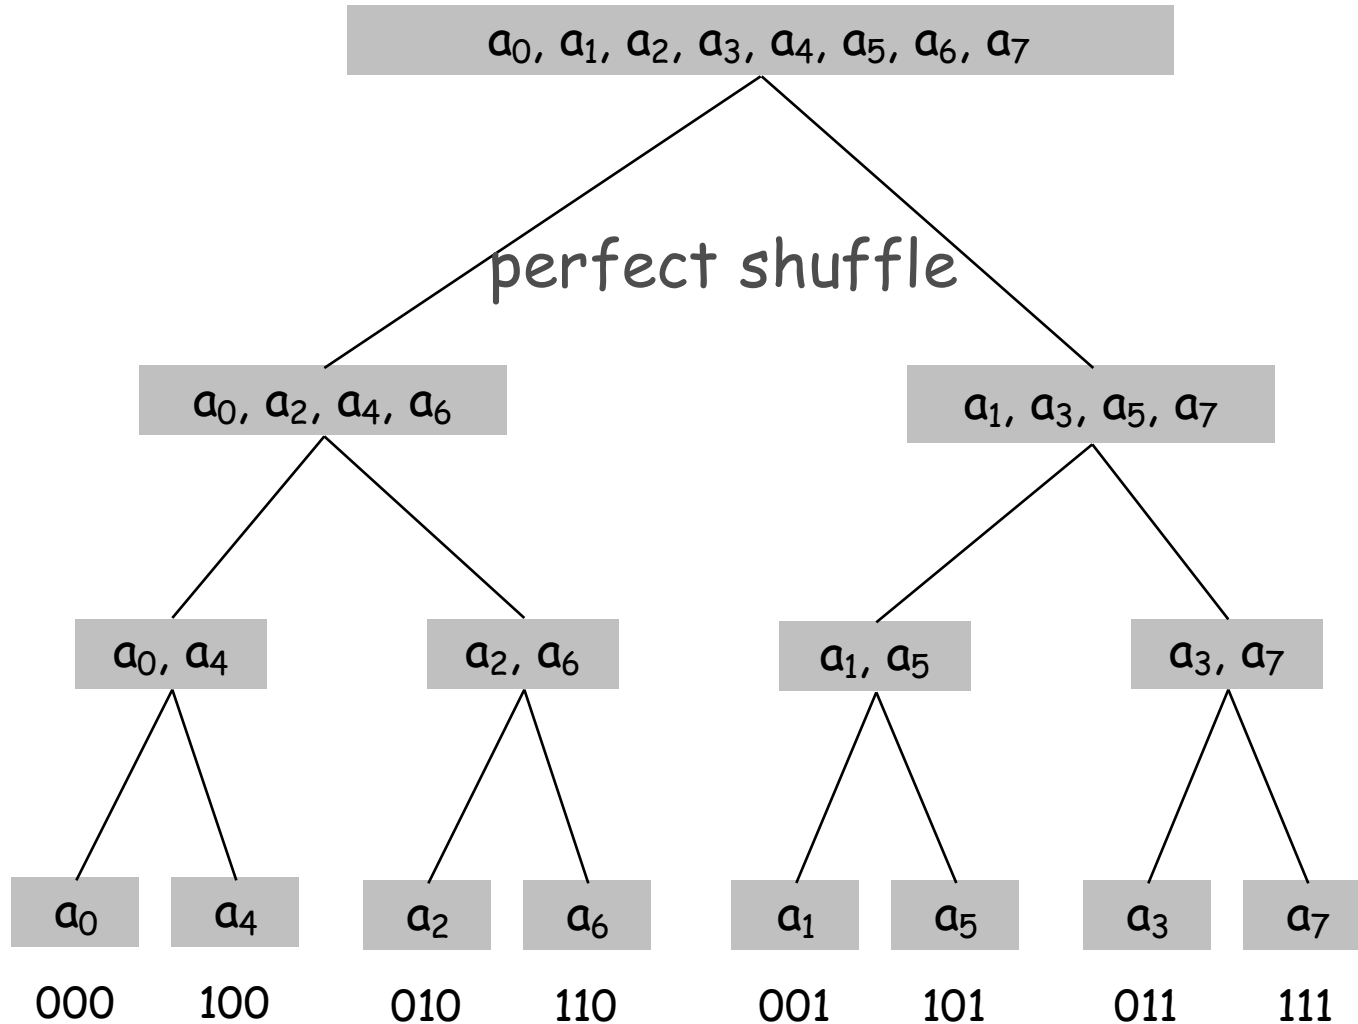 a₀, a₁, a₂, a₃, a₄, a₅, a₆, a₇
perfect shuffle
a₀, a₂, a₄, a₆ a₁, a₃, a₅, a₇
a₀, a₄ a₂, a₆ a₁, a₅ a₃, a₇
a₀ a₄ a₂ a₆ a₁ a₅ a₃ a₇
000 100 010 110 001 101 011 111